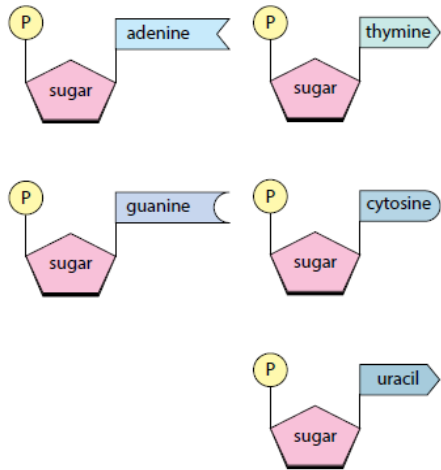 P P
adenine thymine
sugar sugar
P P
guanine cytosine
sugar sugar
P
uracil
sugar